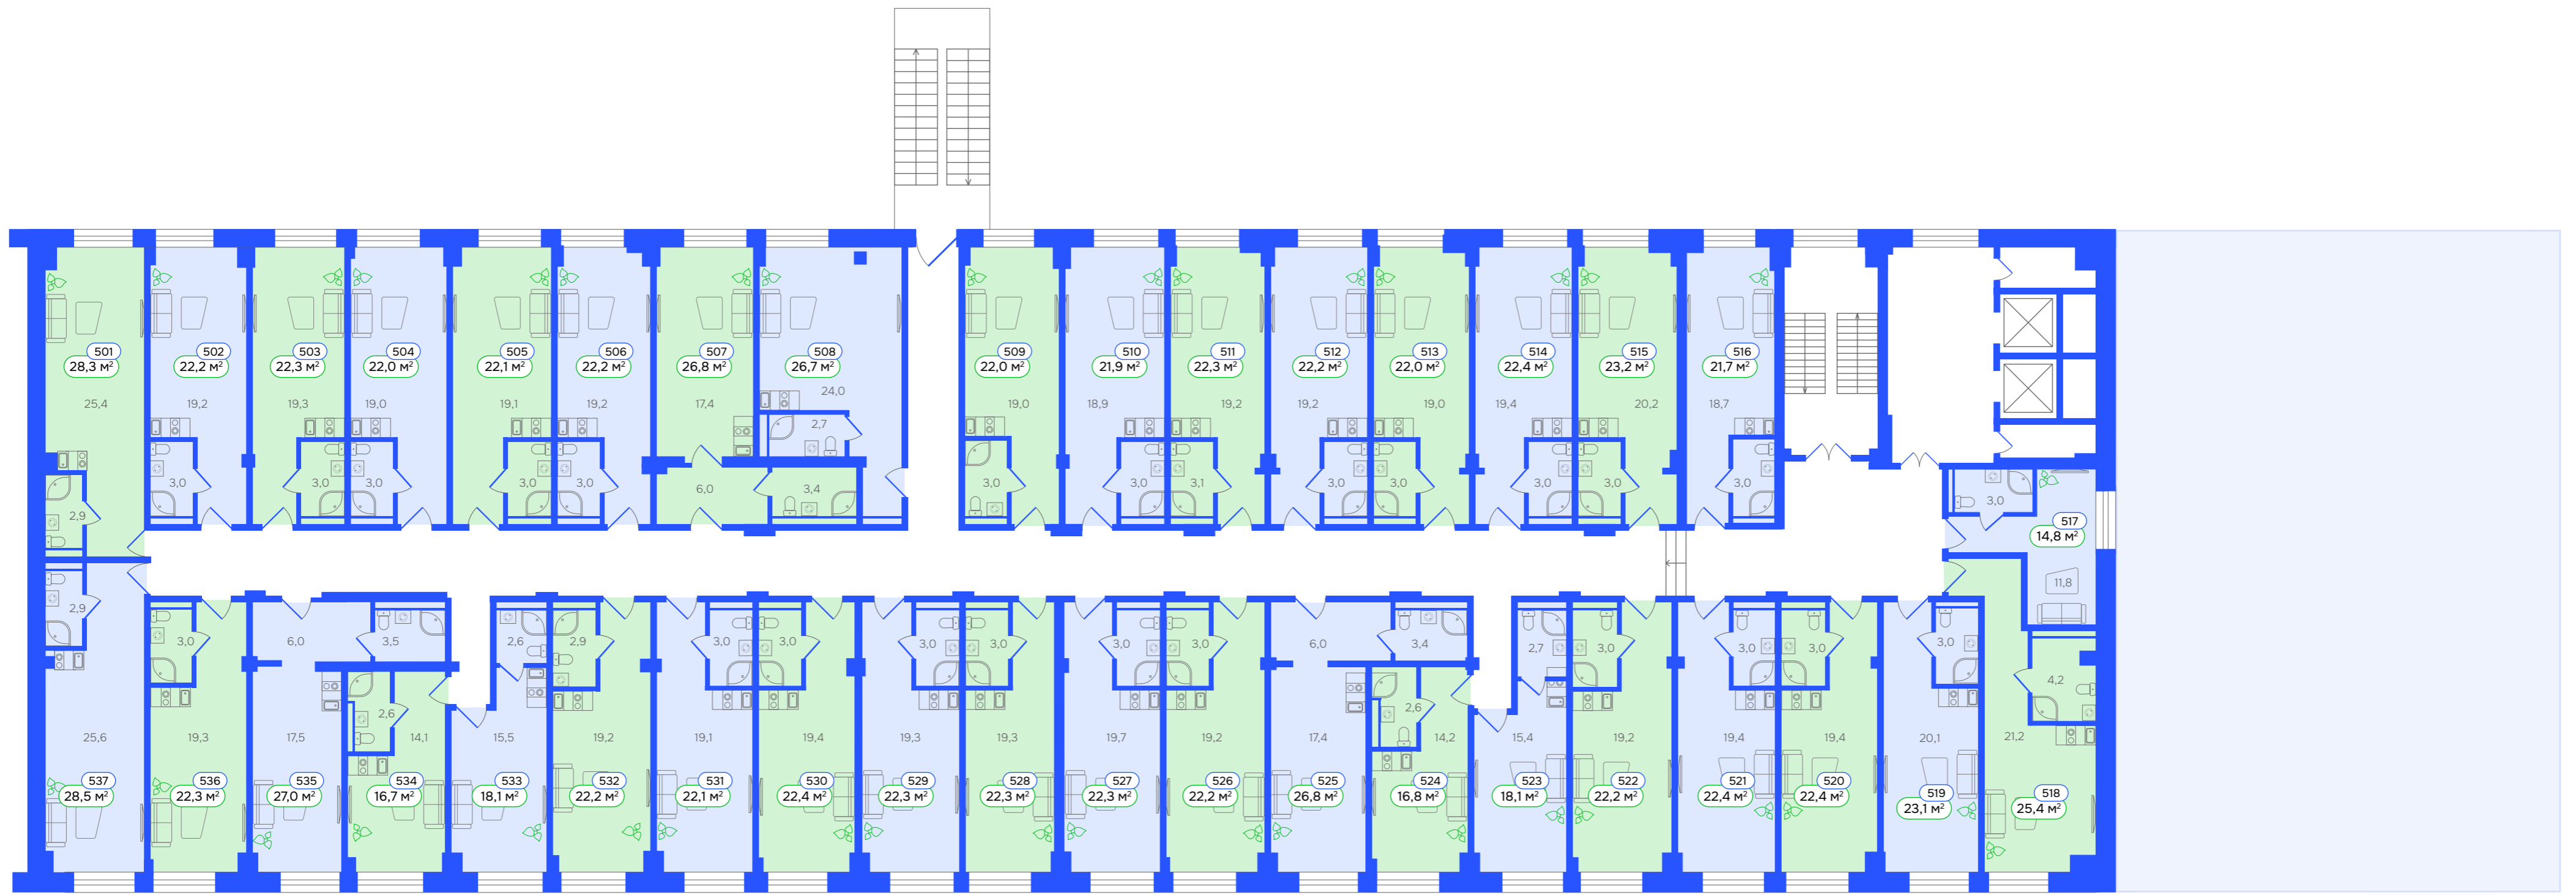 501 502 503 504 505 506 507 508 509 510 511 512 513 514 515 516
28,3 м² 22,2 м² 22,3 м² 22,0 м² 22,1 м² 22,2 м² 26,8 м² 26,7 м² 22,0 м² 21,9 м² 22,3 м² 22,2 м² 22,0 м² 22,4 м² 23,2 м² 21,7 м²
24,0
25,4 19,2 19,3 19,0 19,1 19,2 17,4 19,0 18,9 19,2 19,2 19,0 19,4 20,2 18,7
2,7
3,0 3,0 3,0 3,0 3,0 6,0 3,4 3,0 3,0 3,1 3,0 3,0 3,0 3,0 3,0
3,0
2,9
517
14,8 м²
11,8
2,9
3,0 6,0 3,5 2,6 2,9 3,0 3,0 3,0 3,0 3,0 3,0 6,0 3,4 2,7 3,0 3,0 3,0 3,0
4,2
2,6 2,6
25,6 19,3 17,5 14,1 15,5 19,2 19,1 19,4 19,3 19,3 19,7 19,2 17,4 14,2 15,4 19,2 19,4 19,4 20,1 21,2
537 536 535 534 533 532 531 530 529 528 527 526 525 524 523 522 521 520
28,5 м² 22,3 м² 27,0 м² 16,7 м² 18,1 м² 22,2 м² 22,1 м² 22,4 м² 22,3 м² 22,3 м² 22,3 м² 22,2 м² 26,8 м² 16,8 м² 18,1 м² 22,2 м² 22,4 м² 22,4 м²
519 518
23,1 м² 25,4 м²